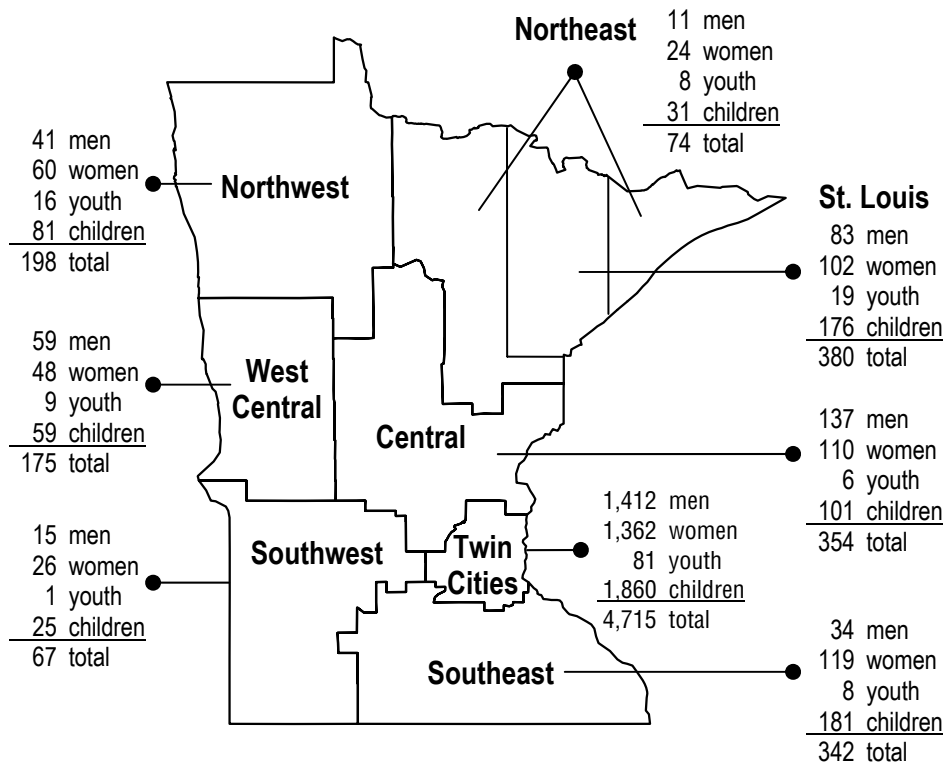 Northeast
11 men
24 women
8 youth
31 children
74 total
41 men
60 women
16 youth
81 children
198 total
Northwest
St. Louis
83 men
102 women
19 youth
176 children
380 total
59 men
48 women
9 youth
59 children
175 total
West
Central
Central
137 men
110 women
6 youth
101 children
354 total
15 men
26 women
1 youth
25 children
67 total
Southwest
Twin
Cities
1,412 men
1,362 women
81 youth
1,860 children
4,715 total
Southeast
34 men
119 women
8 youth
181 children
342 total